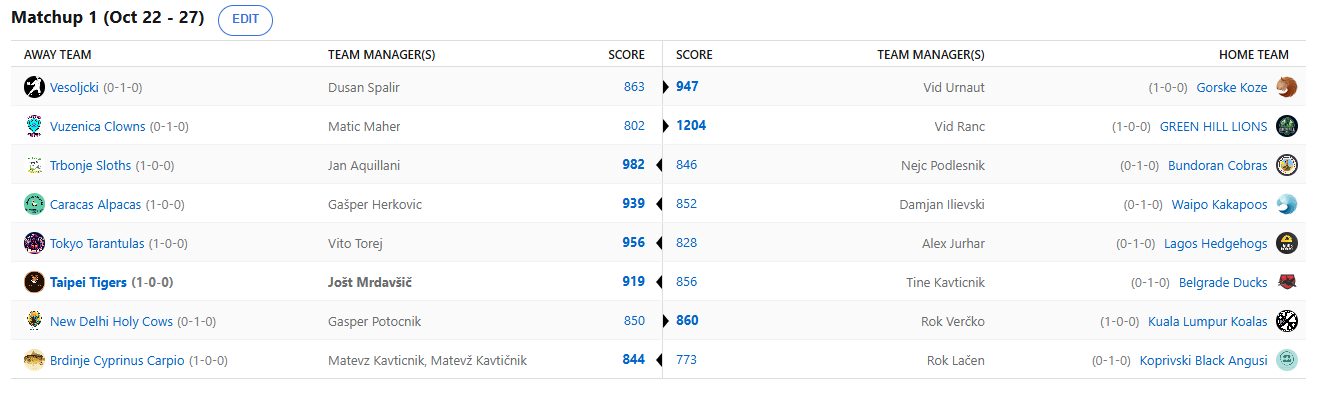 Matchup 1 (Oct 22 - 27) EDIT
AWAY TEAM TEAM MANAGER(S) SCORE SCORE TEAM MANAGER(S) HOME TEAM
Vesoljcki (0-1-0) Dusan Spalir 863 947 Vid Urnaut (1-0-0) Gorske Koze
Vuzenica Clowns (0-1-0) Matic Maher 802 1204 Vid Ranc (1-0-0) GREEN HILL LIONS
Trbonje Sloths (1-0-0) Jan Aquillani 982 846 Nejc Podlesnik (0-1-0) Bundoran Cobras
Caracas Alpacas (1-0-0) Gašper Herkovic 939 852 Damjan Ilievski (0-1-0) Waipo Kakapoos
Tokyo Tarantulas (1-0-0) Vito Torej 956 828 Alex Jurhar (0-1-0) Lagos Hedgehogs
Taipei Tigers (1-0-0) Jošt Mrdavšič 919 856 Tine Kavticnik (0-1-0) Belgrade Ducks
New Delhi Holy Cows (0-1-0) Gasper Potocnik 850 860 Rok Verčko (1-0-0) Kuala Lumpur Koalas
Brdinje Cyprinus Carpio (1-0-0) Matevz Kavticnik, Matevž Kavtičnik 844 773 Rok Lačen (0-1-0) Koprivski Black Angusi